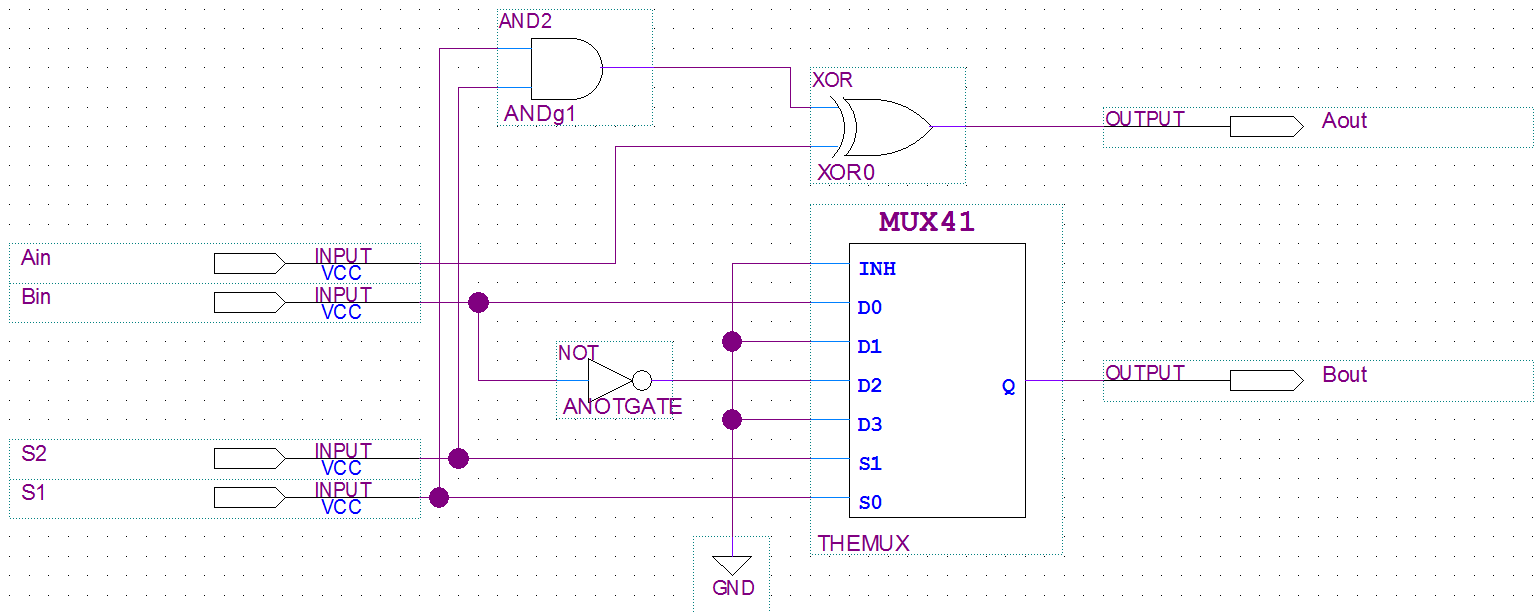 AND2
ANDg1
XOR
XOR0
OUTPUT
Aout
MUX41
Ain
INPUT
VCC
Bin
INPUT
VCC
INH
D0
D1
D2
D3
S1
S0
Q
THEMUX
NOT
ANOTGATE
OUTPUT
Bout
S2
INPUT
VCC
S1
INPUT
VCC
GND